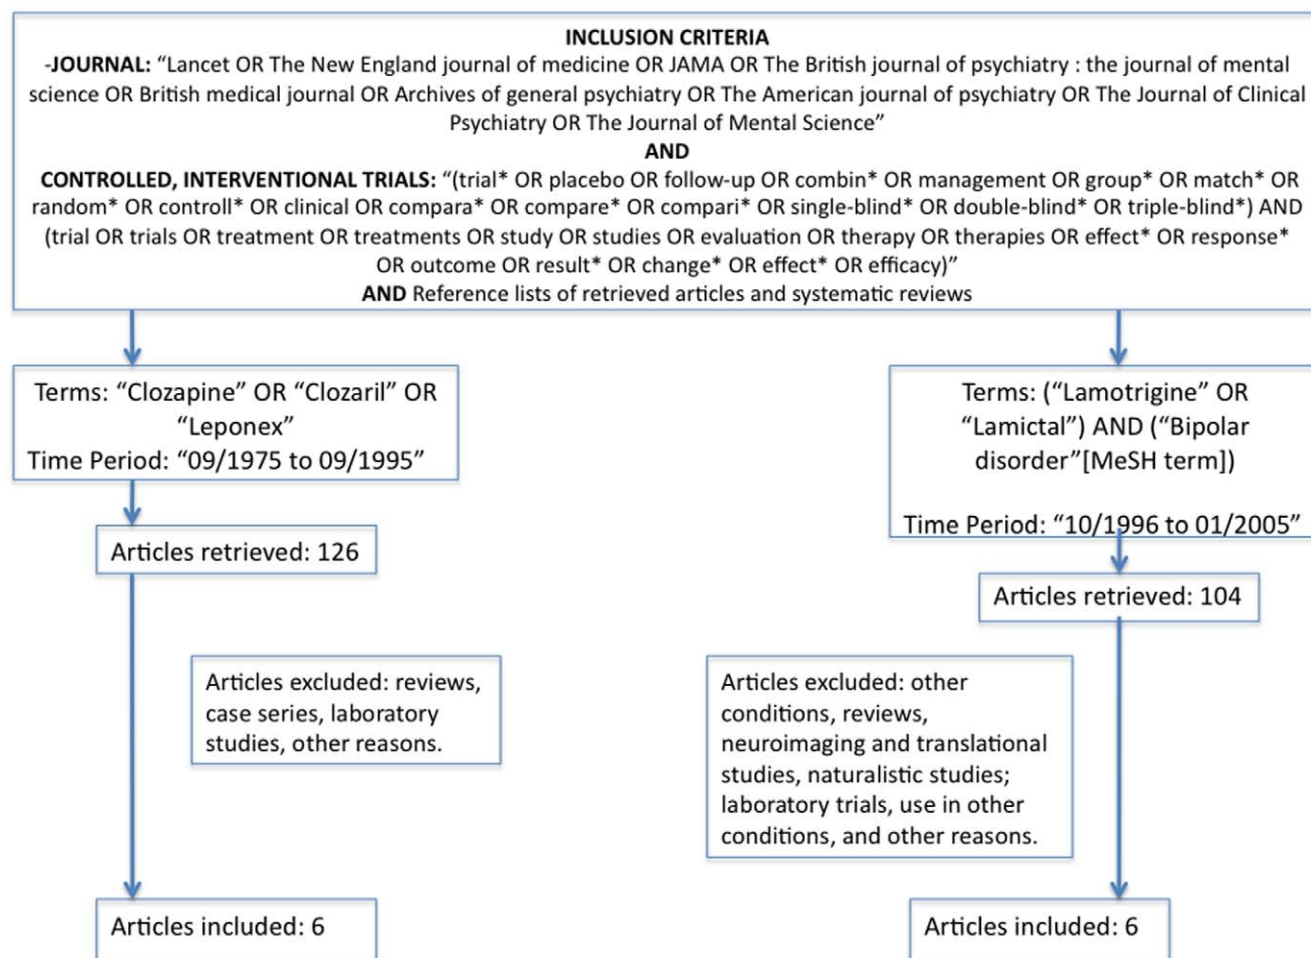 INCLUSION CRITERIA
-JOURNAL: “Lancet OR The New England journal of medicine OR JAMA OR The British journal of psychiatry : the journal of mental
science OR British medical journal OR Archives of general psychiatry OR The American journal of psychiatry OR The Journal of Clinical
Psychiatry OR The Journal of Mental Science”
AND
CONTROLLED, INTERVENTIONAL TRIALS: “(trial* OR placebo OR follow-up OR combin* OR management OR group* OR match* OR
random* OR controll* OR clinical OR compara* OR compare* OR compari* OR single-blind* OR double-blind* OR triple-blind*) AND
(trial OR trials OR treatment OR treatments OR study OR studies OR evaluation OR therapy OR therapies OR effect* OR response*
OR outcome OR result* OR change* OR effect* OR efficacy)”
AND Reference lists of retrieved articles and systematic reviews
Terms: “Clozapine” OR “Clozaril” OR
“Leponex”
Time Period: “09/1975 to 09/1995”
Articles retrieved: 126
Articles excluded: reviews,
case series, laboratory
studies, other reasons.
Articles included: 6
Terms: (“Lamotrigine” OR
“Lamictal”) AND (“Bipolar
disorder”[MeSH term])
Time Period: “10/1996 to 01/2005”
Articles retrieved: 104
Articles excluded: other
conditions, reviews,
neuroimaging and translational
studies, naturalistic studies;
laboratory trials, use in other
conditions, and other reasons.
Articles included: 6